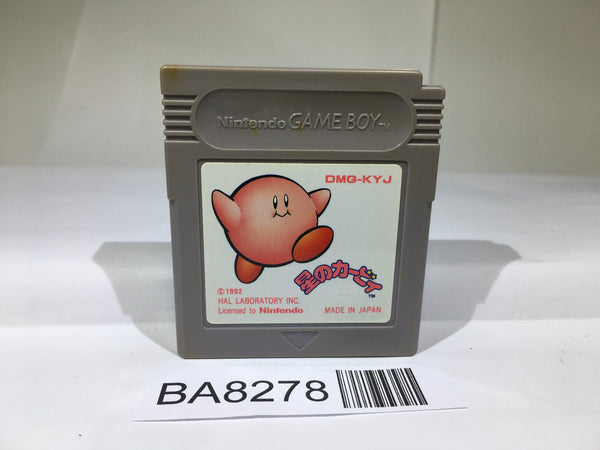 Nintendo GAME BOY TM
DMG-KYJ
星のカービィ TM
©1992
HAL LABORATORY INC.
Licensed to Nintendo MADE IN JAPAN
BA8278